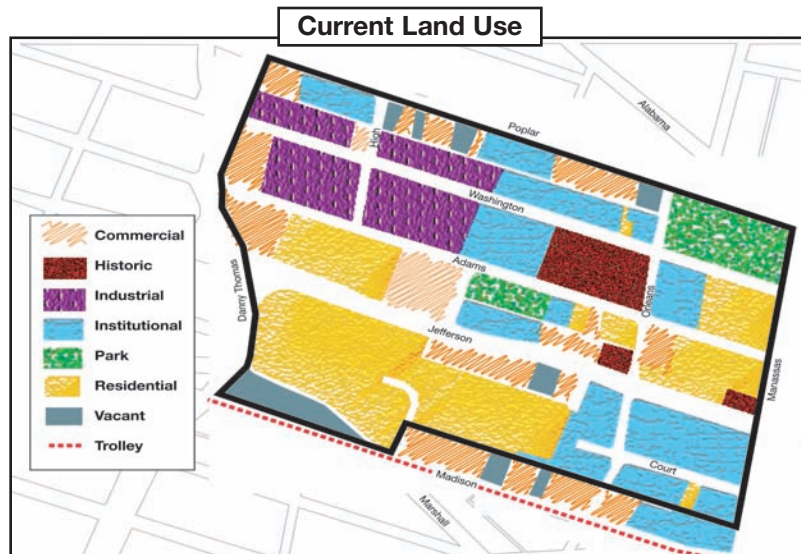 Current Land Use
Poplar
Alabama
High
Washington
Commercial
Historic
Industrial
Institutional
Park
Residential
Vacant
Trolley
Adams
Orleans
Danny Thomas
Jefferson
Manassas
Court
Madison
Marshall